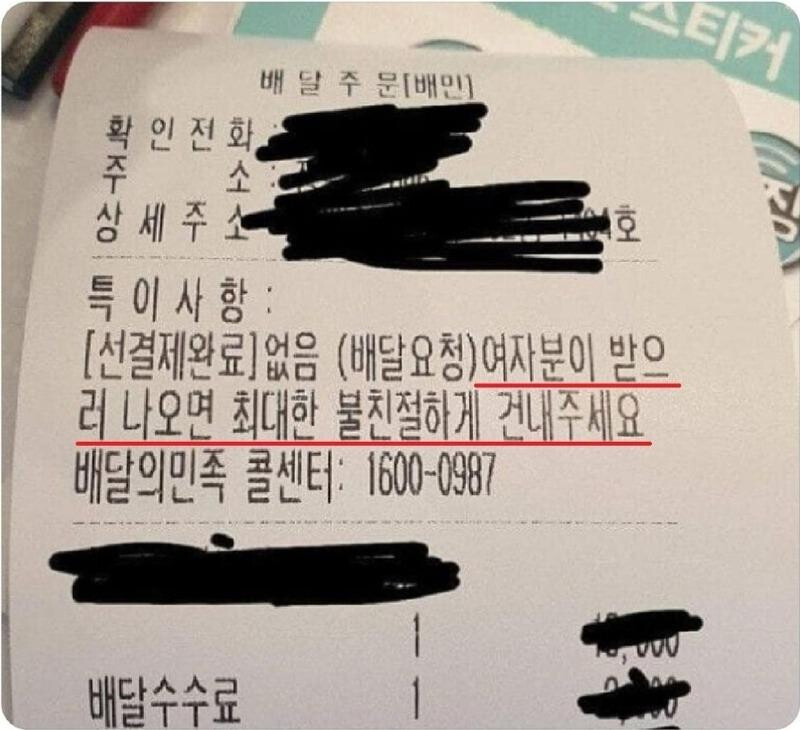 스티커
배달주문[배민]
확인전화 :
주 소 :
상세주소 호
특이사항 :
[선결제완료]없음 (배달요청)여자분이 받으
러 나오면 최대한 불친절하게 건내주세요
배달의민족 콜센터: 1600-0987
1
배달수수료 1